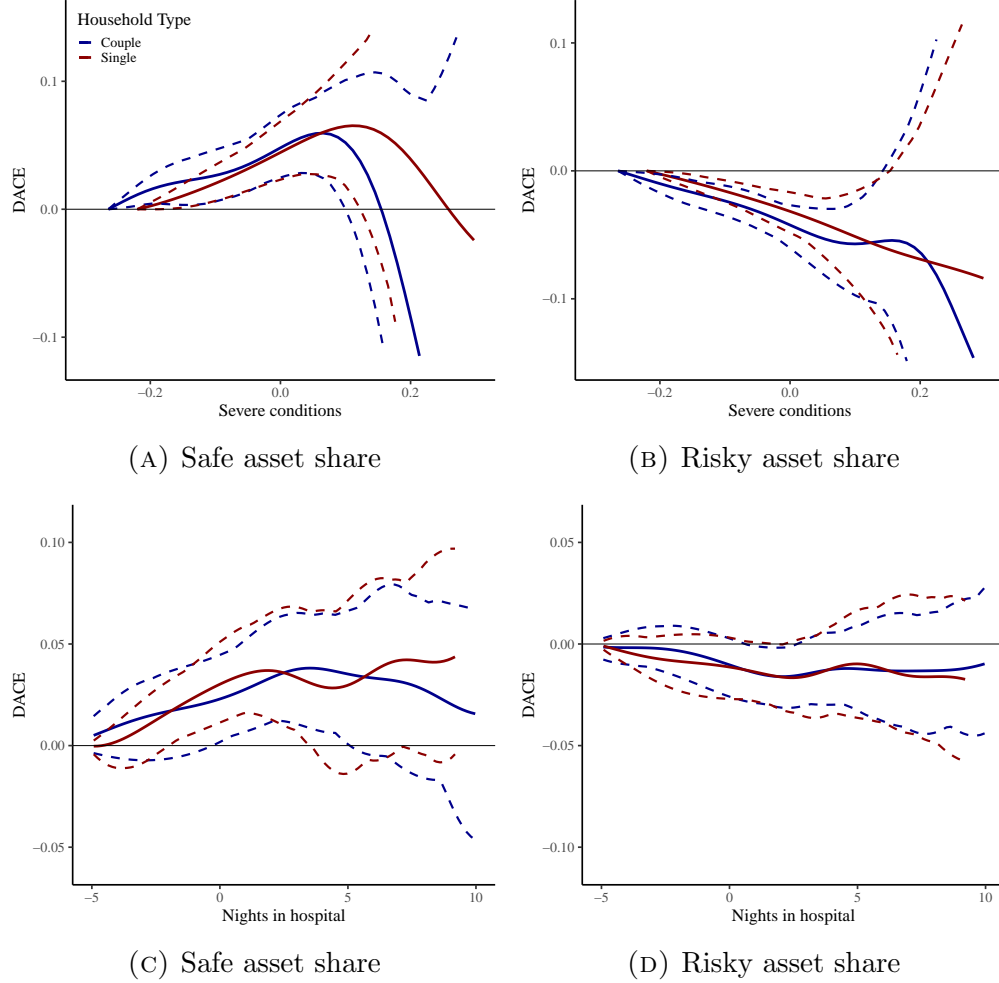 Household Type
Couple
Single
DACE
0.1
0.0
−0.1
−0.2
0.0
0.2
Severe conditions
(A) Safe asset share
DACE
0.1
0.0
−0.1
−0.2
0.0
0.2
Severe conditions
(B) Risky asset share
DACE
0.10
0.05
0.00
−0.05
−5
0
5
10
Nights in hospital
(C) Safe asset share
DACE
0.05
0.00
−0.05
−0.10
−5
0
5
10
Nights in hospital
(D) Risky asset share